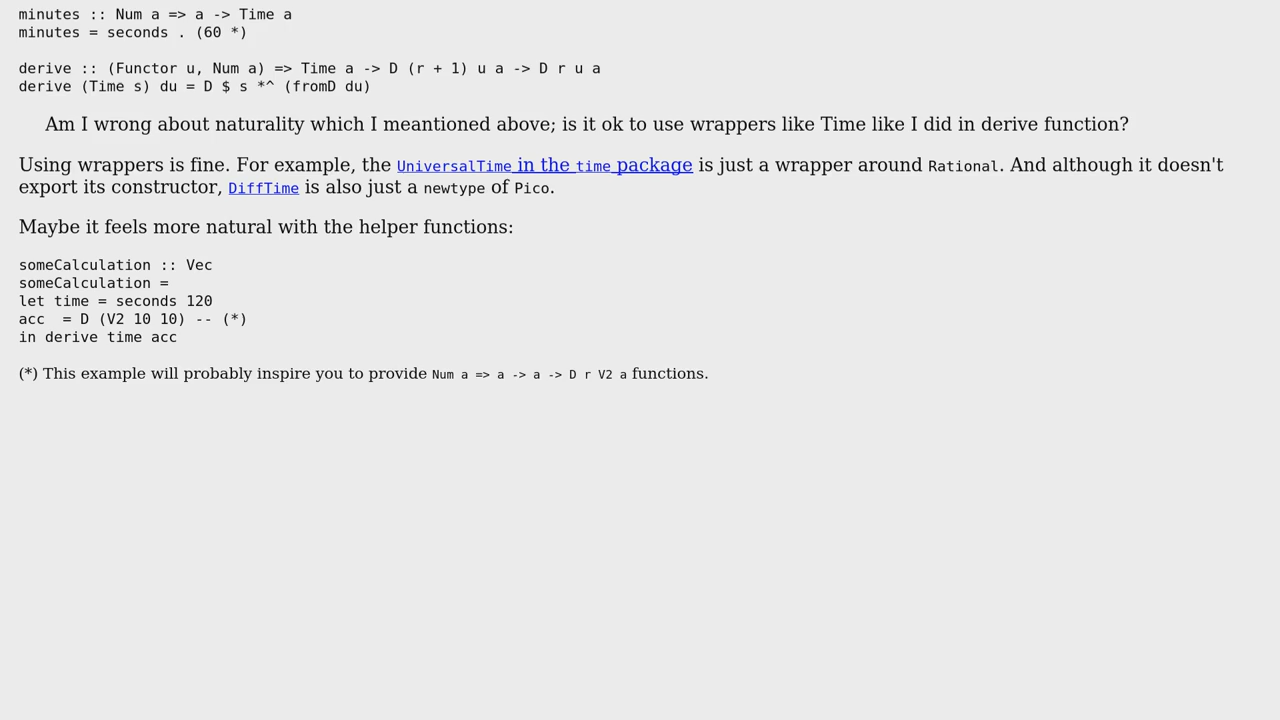 minutes :: Num a => a -> Time a
minutes = seconds . (60 *)
derive :: (Functor u, Num a) => Time a -> D (r + 1) u a -> D r u a
derive (Time s) du = D $ s *^ (fromD du)
Am I wrong about naturality which I meantioned above; is it ok to use wrappers like Time like I did in derive function?
Using wrappers is fine. For example, the UniversalTime in the time package is just a wrapper around Rational. And although it doesn't
export its constructor, DiffTime is also just a newtype of Pico.
Maybe it feels more natural with the helper functions:
someCalculation :: Vec
someCalculation =
let time = seconds 120
acc  = D (V2 10 10) -- (*)
in derive time acc
(*) This example will probably inspire you to provide Num a => a -> a -> D r V2 a functions.